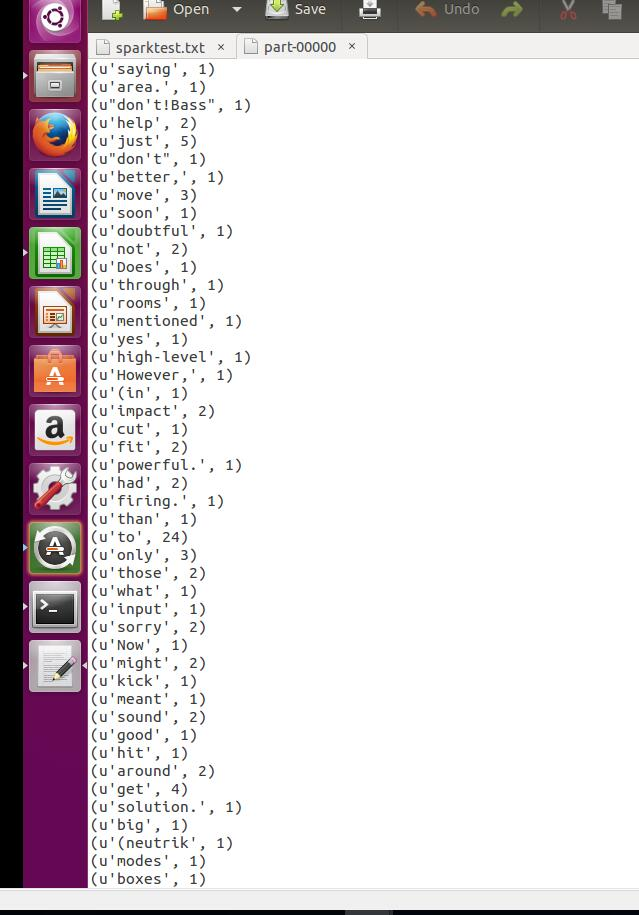 Open Save Undo
sparktest.txt × part-00000 ×
(u'saying', 1)
(u'area.', 1)
(u"don't!Bass", 1)
(u'help', 2)
(u'just', 5)
(u"don't", 1)
(u'better,', 1)
(u'move', 3)
(u'soon', 1)
(u'doubtful', 1)
(u'not', 2)
(u'Does', 1)
(u'through', 1)
(u'rooms', 1)
(u'mentioned', 1)
(u'yes', 1)
(u'high-level', 1)
(u'However,', 1)
(u'(in', 1)
(u'impact', 2)
(u'cut', 1)
(u'fit', 2)
(u'powerful.', 1)
(u'had', 2)
(u'firing.', 1)
(u'than', 1)
(u'to', 24)
(u'only', 3)
(u'those', 2)
(u'what', 1)
(u'input', 1)
(u'sorry', 2)
(u'Now', 1)
(u'might', 2)
(u'kick', 1)
(u'meant', 1)
(u'sound', 2)
(u'good', 1)
(u'hit', 1)
(u'around', 2)
(u'get', 4)
(u'solution.', 1)
(u'big', 1)
(u'(neutrik', 1)
(u'modes', 1)
(u'boxes', 1)